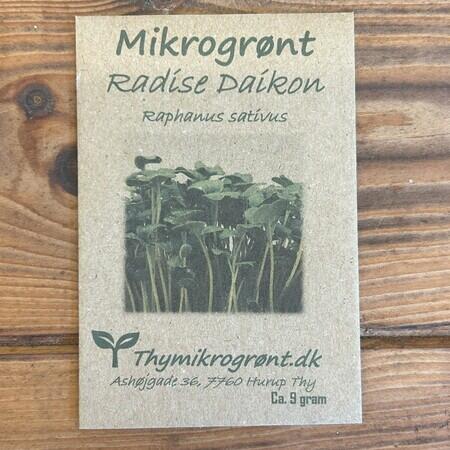 Mikrogrønt
Radise Daikon
Raphanus sativus
Thymikrogrønt.dk
Ashøjgade 36, 7760 Hurup Thy
Ca. 9 gram